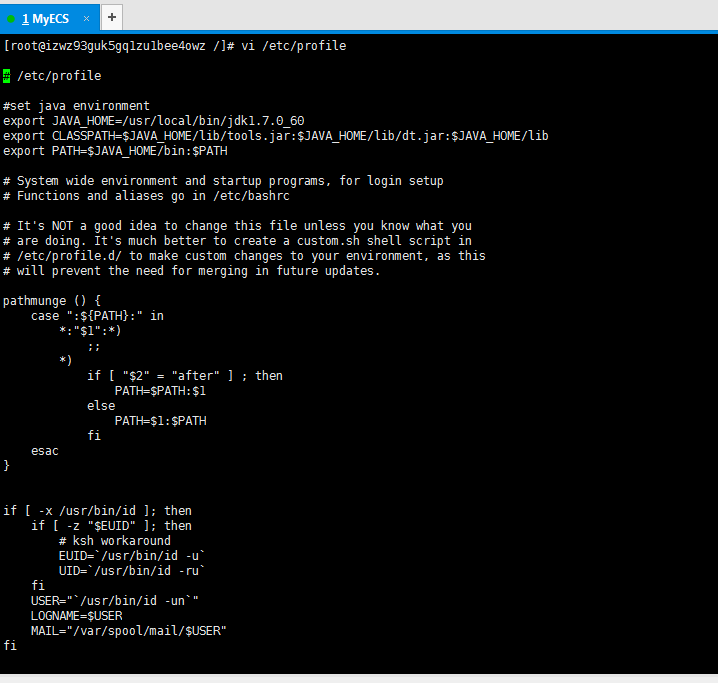 1 MyECS × +
[root@izwz93guk5gq1zu1bee4owz /]# vi /etc/profile
# /etc/profile
#set java environment
export JAVA_HOME=/usr/local/bin/jdk1.7.0_60
export CLASSPATH=$JAVA_HOME/lib/tools.jar:$JAVA_HOME/lib/dt.jar:$JAVA_HOME/lib
export PATH=$JAVA_HOME/bin:$PATH
# System wide environment and startup programs, for login setup
# Functions and aliases go in /etc/bashrc
# It's NOT a good idea to change this file unless you know what you
# are doing. It's much better to create a custom.sh shell script in
# /etc/profile.d/ to make custom changes to your environment, as this
# will prevent the need for merging in future updates.
pathmunge () {
    case ":${PATH}:" in
        *:"$1":*)
            ;;
        *)
            if [ "$2" = "after" ] ; then
                PATH=$PATH:$1
            else
                PATH=$1:$PATH
            fi
    esac
}
if [ -x /usr/bin/id ]; then
    if [ -z "$EUID" ]; then
        # ksh workaround
        EUID=`/usr/bin/id -u`
        UID=`/usr/bin/id -ru`
    fi
    USER="`/usr/bin/id -un`"
    LOGNAME=$USER
    MAIL="/var/spool/mail/$USER"
fi